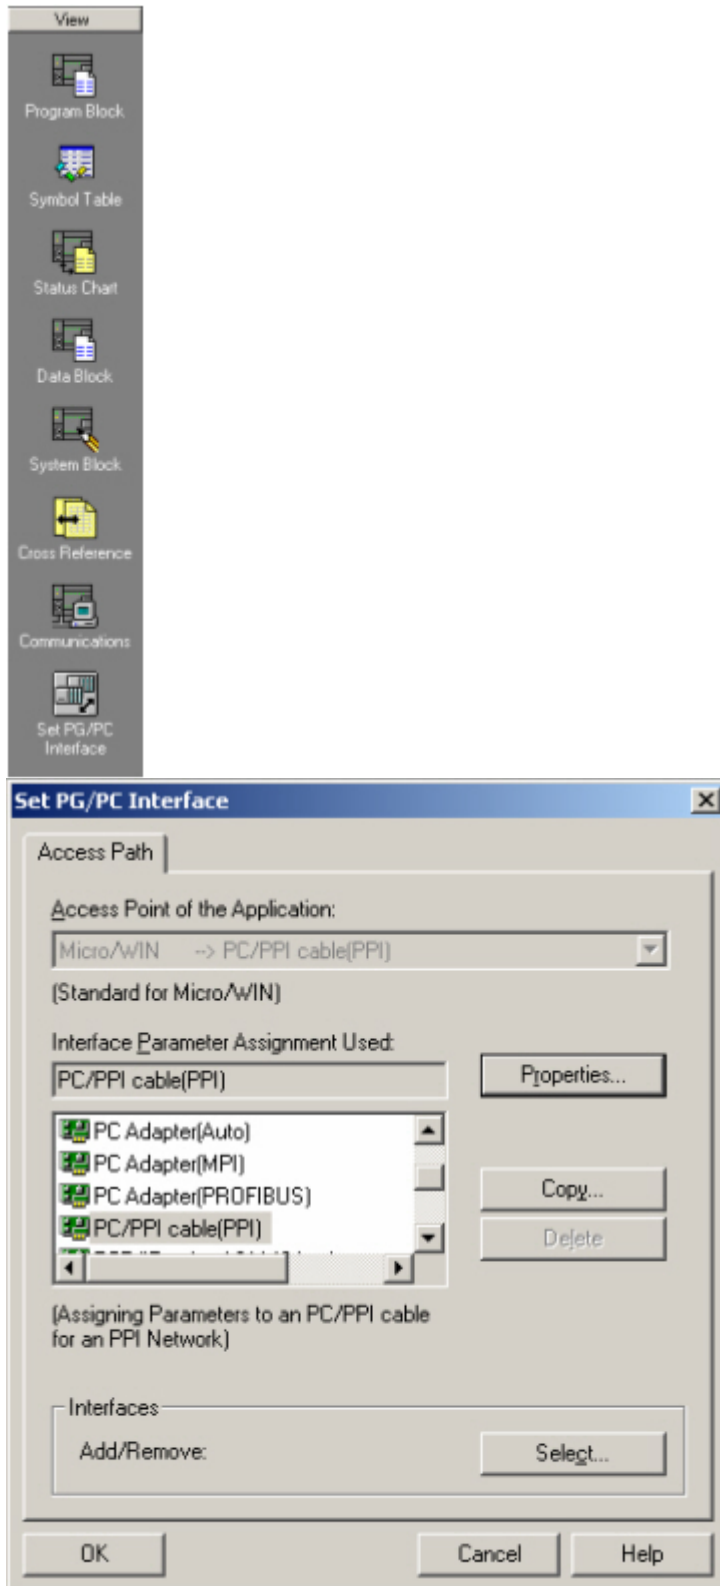 View
Program Block
Symbol Table
Status Chart
Data Block
System Block
Cross Reference
Communications
Set PG/PC
Interface
Set PG/PC Interface
Access Path
Access Point of the Application:
Micro/WIN --> PC/PPI cable(PPI)
(Standard for Micro/WIN)
Interface Parameter Assignment Used:
PC/PPI cable(PPI)
Properties...
PC Adapter(Auto)
PC Adapter(MPI)
PC Adapter(PROFIBUS)
PC/PPI cable(PPI)
Copy...
Delete
(Assigning Parameters to an PC/PPI cable
for an PPI Network)
Interfaces
Add/Remove:
Select...
OK
Cancel
Help